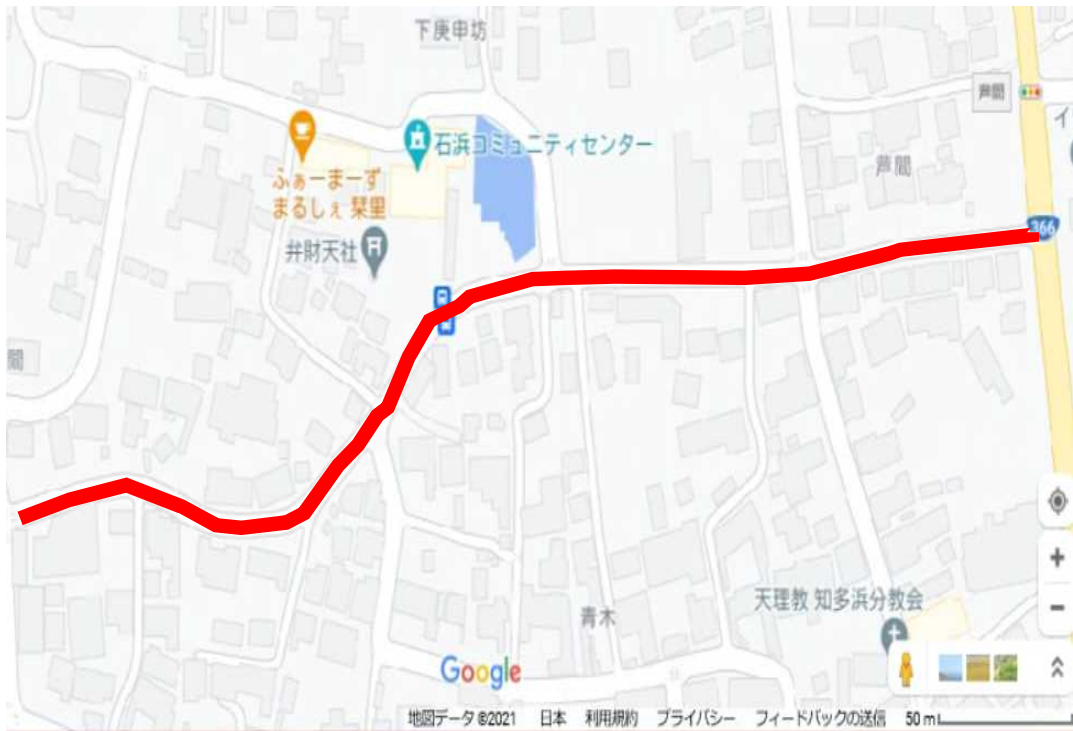 下庚申坊
芦間
イ
石浜コミュニティセンター
芦間
ふぁーまーず
まるしぇ 栞里
366
弁財天社
間
天理教 知多浜分教会
青木
Google
地図データ ©2021 日本 利用規約 プライバシー フィードバックの送信 50 m